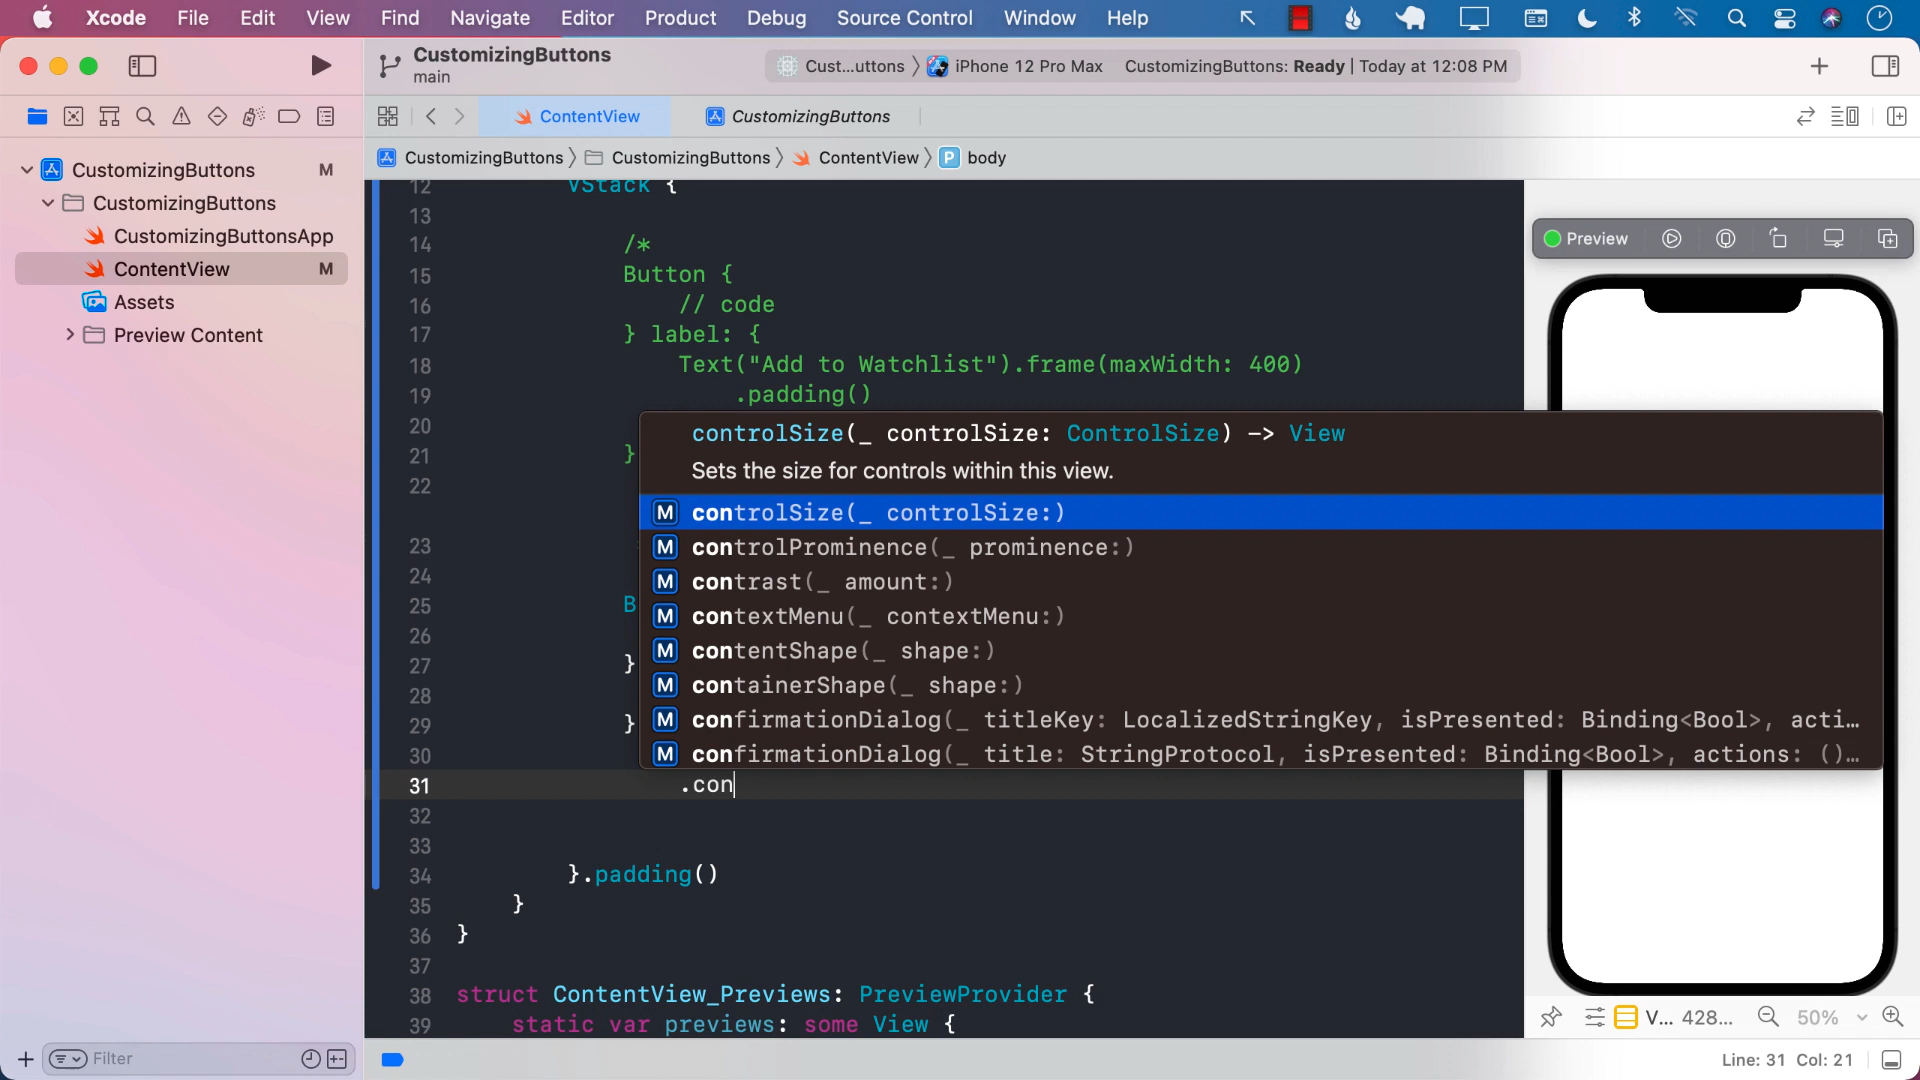 Xcode File Edit View Find Navigate Editor Product Debug Source Control Window Help
CustomizingButtons
main
Cust...uttons iPhone 12 Pro Max CustomizingButtons: Ready | Today at 12:08 PM
ContentView CustomizingButtons
CustomizingButtons CustomizingButtons ContentView P body
CustomizingButtons M
CustomizingButtons
CustomizingButtonsApp
ContentView M
Assets
Preview Content
12 VStack {
13
14 /*
15 Button {
16 // code
17 } label: {
18 Text("Add to Watchlist").frame(maxWidth: 400)
19 .padding()
20
21 }
22
23
24
25 B
26
27 }
28
29 }
30
31 .con
32
33
34 }.padding()
35 }
36 }
37
38 struct ContentView_Previews: PreviewProvider {
39 static var previews: some View {
controlSize(_ controlSize: ControlSize) -> View
Sets the size for controls within this view.
M controlSize(_ controlSize:)
M controlProminence(_ prominence:)
M contrast(_ amount:)
M contextMenu(_ contextMenu:)
M contentShape(_ shape:)
M containerShape(_ shape:)
M confirmationDialog(_ titleKey: LocalizedStringKey, isPresented: Binding<Bool>, acti...
M confirmationDialog(_ title: StringProtocol, isPresented: Binding<Bool>, actions: ()...
Preview
V... 428... 50%
Filter
Line: 31 Col: 21